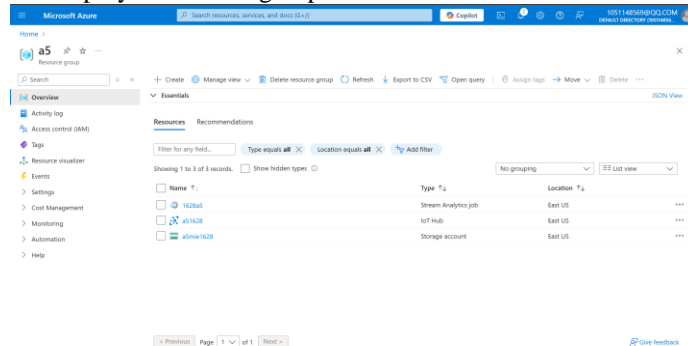 Microsoft Azure
Search resources, services, and docs (G+/)
Copilot
1051148569@QQ.COM
Home >
a5
Resource group
Search
Overview
Activity log
Access control (IAM)
Tags
Resource visualizer
Events
Settings
Cost Management
Monitoring
Automation
Help
Create
Manage view
Delete resource group
Refresh
Export to CSV
Open query
Assign tags
Move
Delete
Essentials
JSON View
Resources Recommendations
Filter for any field...
Type equals all
Location equals all
Add filter
Showing 1 to 3 of 3 records.
Show hidden types
No grouping
List view
Name
Type
Location
1628a5 Stream Analytics job East US
a51628 IoT Hub East US
a5mie1628 Storage account East US
< Previous Page 1 of 1 Next >
Give feedback